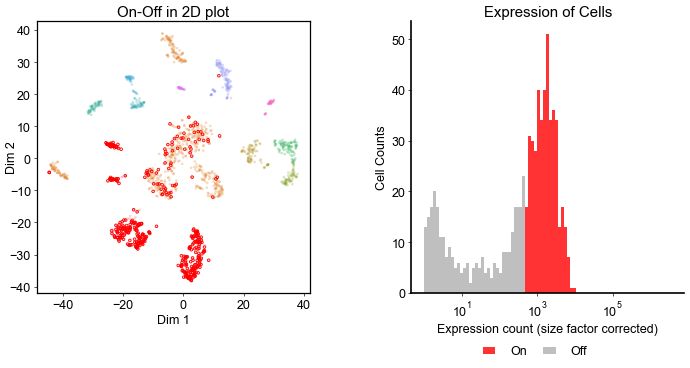 On-Off in 2D plot
Expression of Cells
40
30
20
10
0
−10
−20
−30
−40
Dim 2
−40
−20
0
20
40
Dim 1
50
40
30
20
10
0
Cell Counts
10^1
10^3
10^5
Expression count (size factor corrected)
On
Off